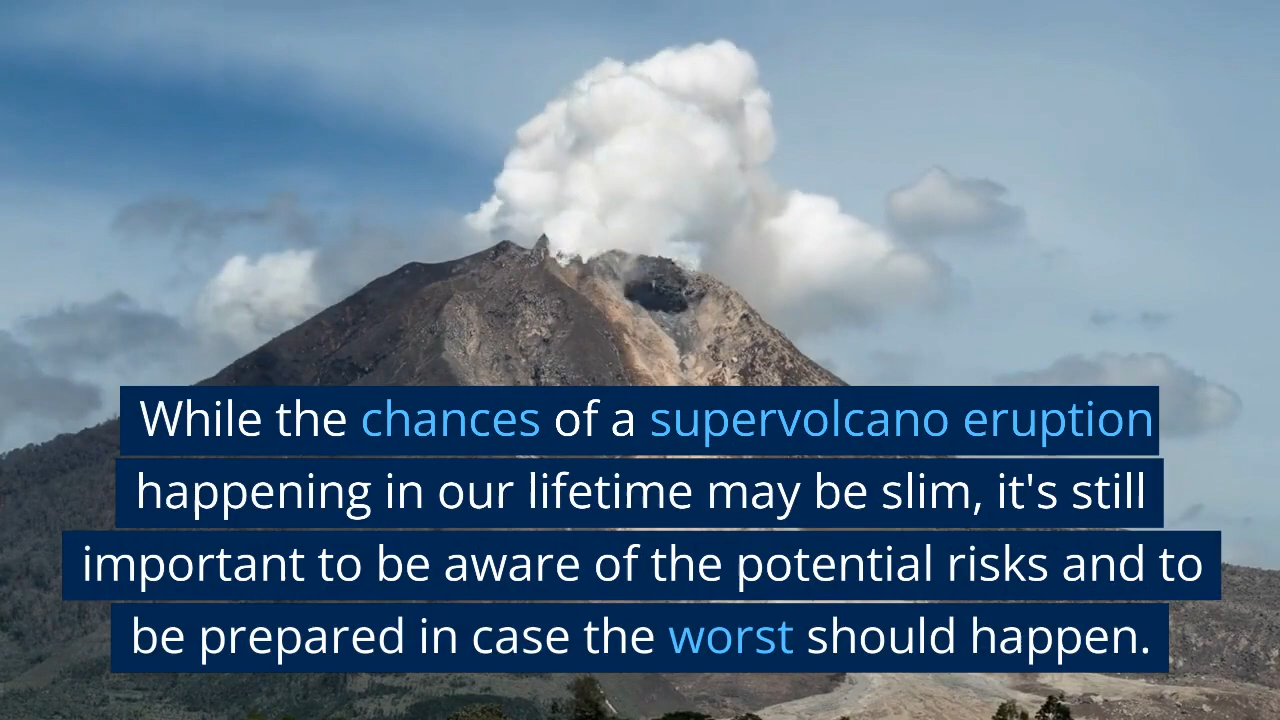 While the chances of a supervolcano eruption
happening in our lifetime may be slim, it's still
important to be aware of the potential risks and to
be prepared in case the worst should happen.